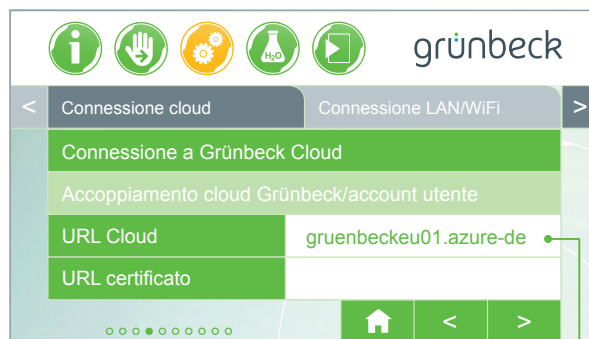 i
H₂O
grünbeck
<
Connessione cloud
Connessione LAN/WiFi
>
Connessione a Grünbeck Cloud
Accoppiamento cloud Grünbeck/account utente
URL Cloud
gruenbeckeu01.azure-de
URL certificato
<
>